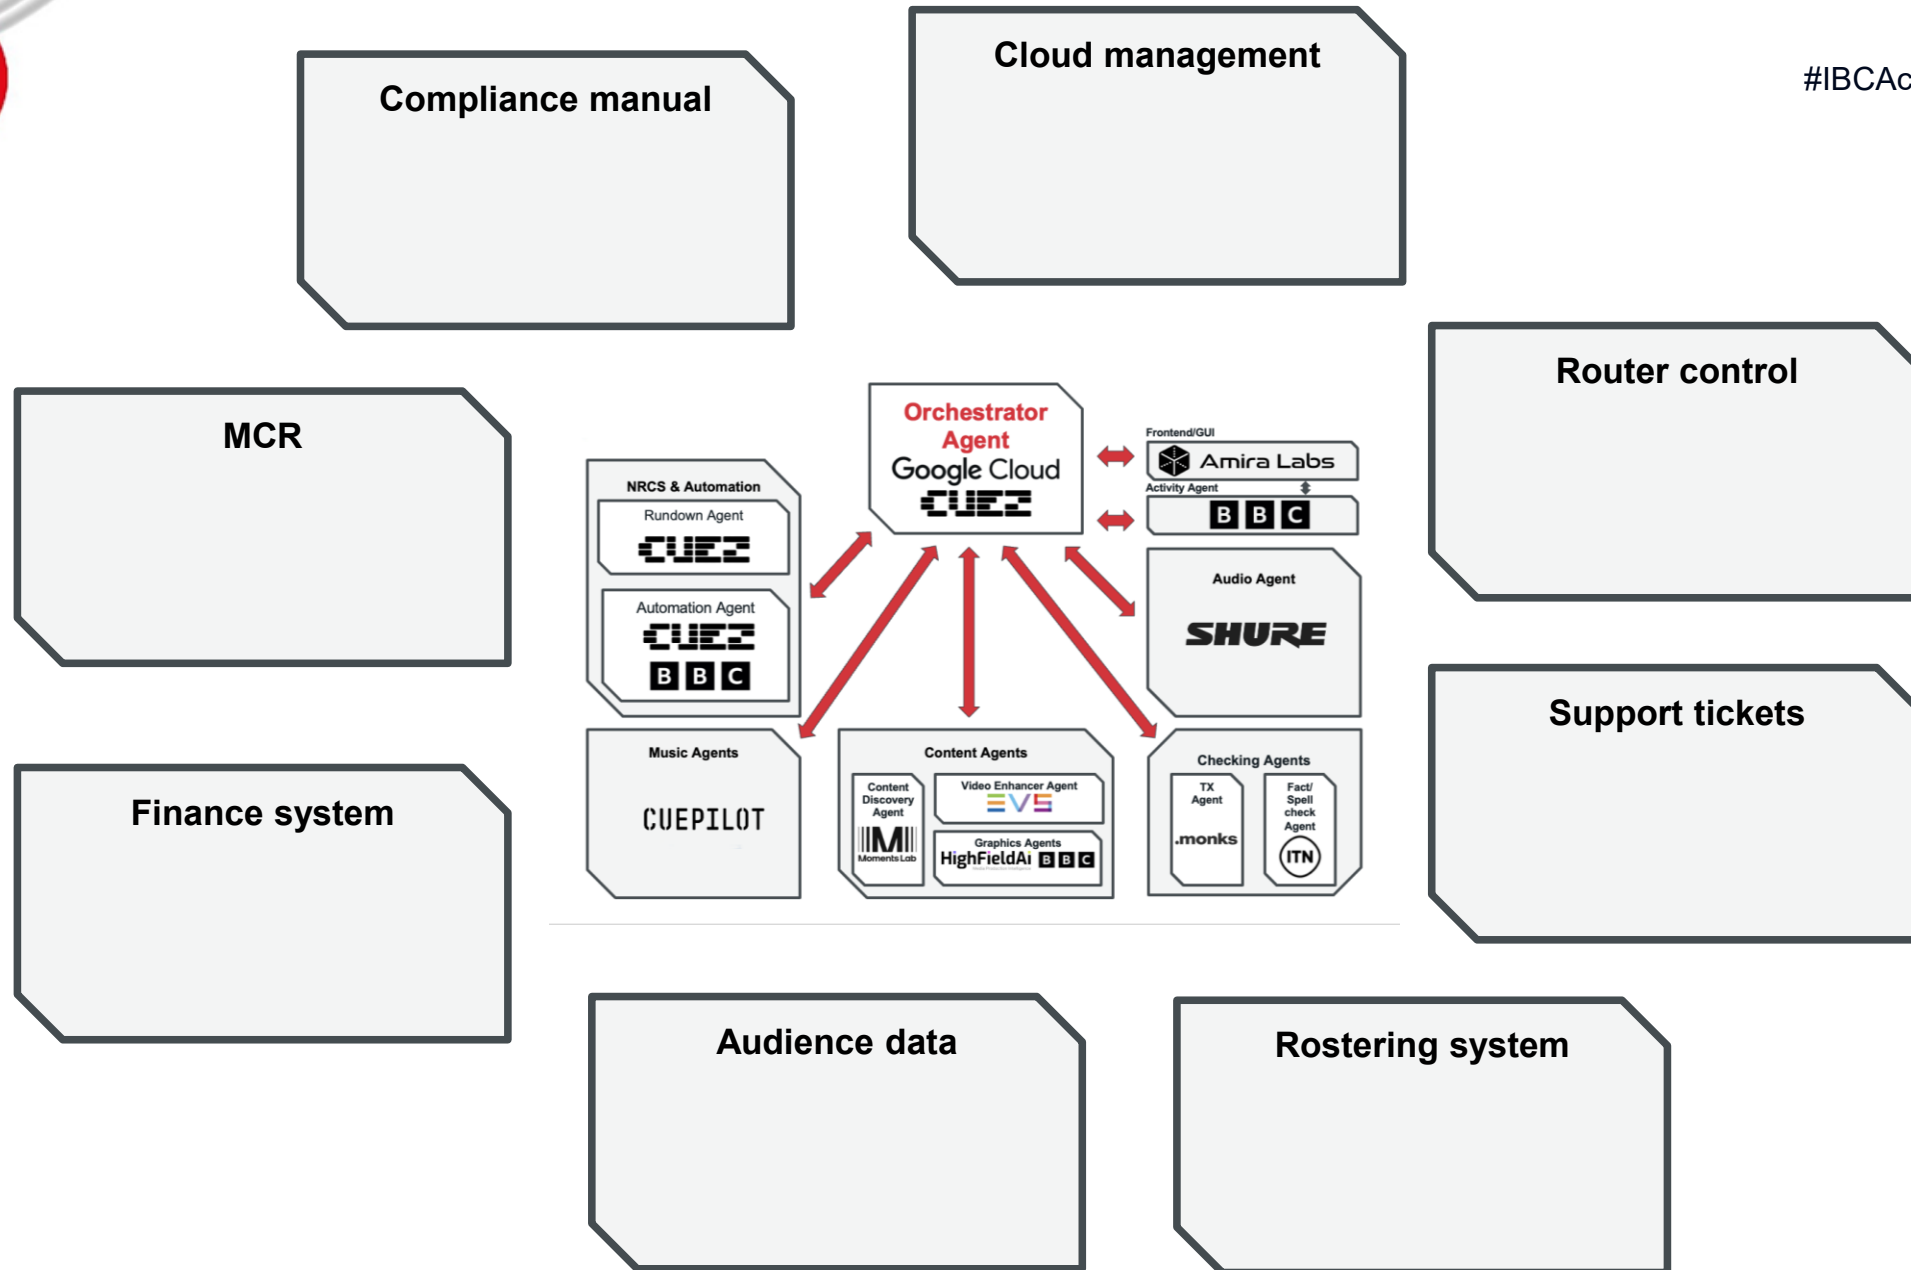 Cloud management
#IBCAc
Compliance manual
Router control
MCR
Orchestrator
Agent
Google Cloud
CUEZ
Frontend/GUI
Amira Labs
Activity Agent
BBC
NRCS & Automation
Rundown Agent
CUEZ
Automation Agent
CUEZ
BBC
Audio Agent
SHURE
Support tickets
Finance system
Music Agents
CUEPILOT
Content Agents
Content
Discovery
Agent
M
Moments Lab
Video Enhancer Agent
EVS
Graphics Agents
HighFieldAi BBC
Checking Agents
TX
Agent
.monks
Fact/
Spell
check
Agent
ITN
Audience data
Rostering system